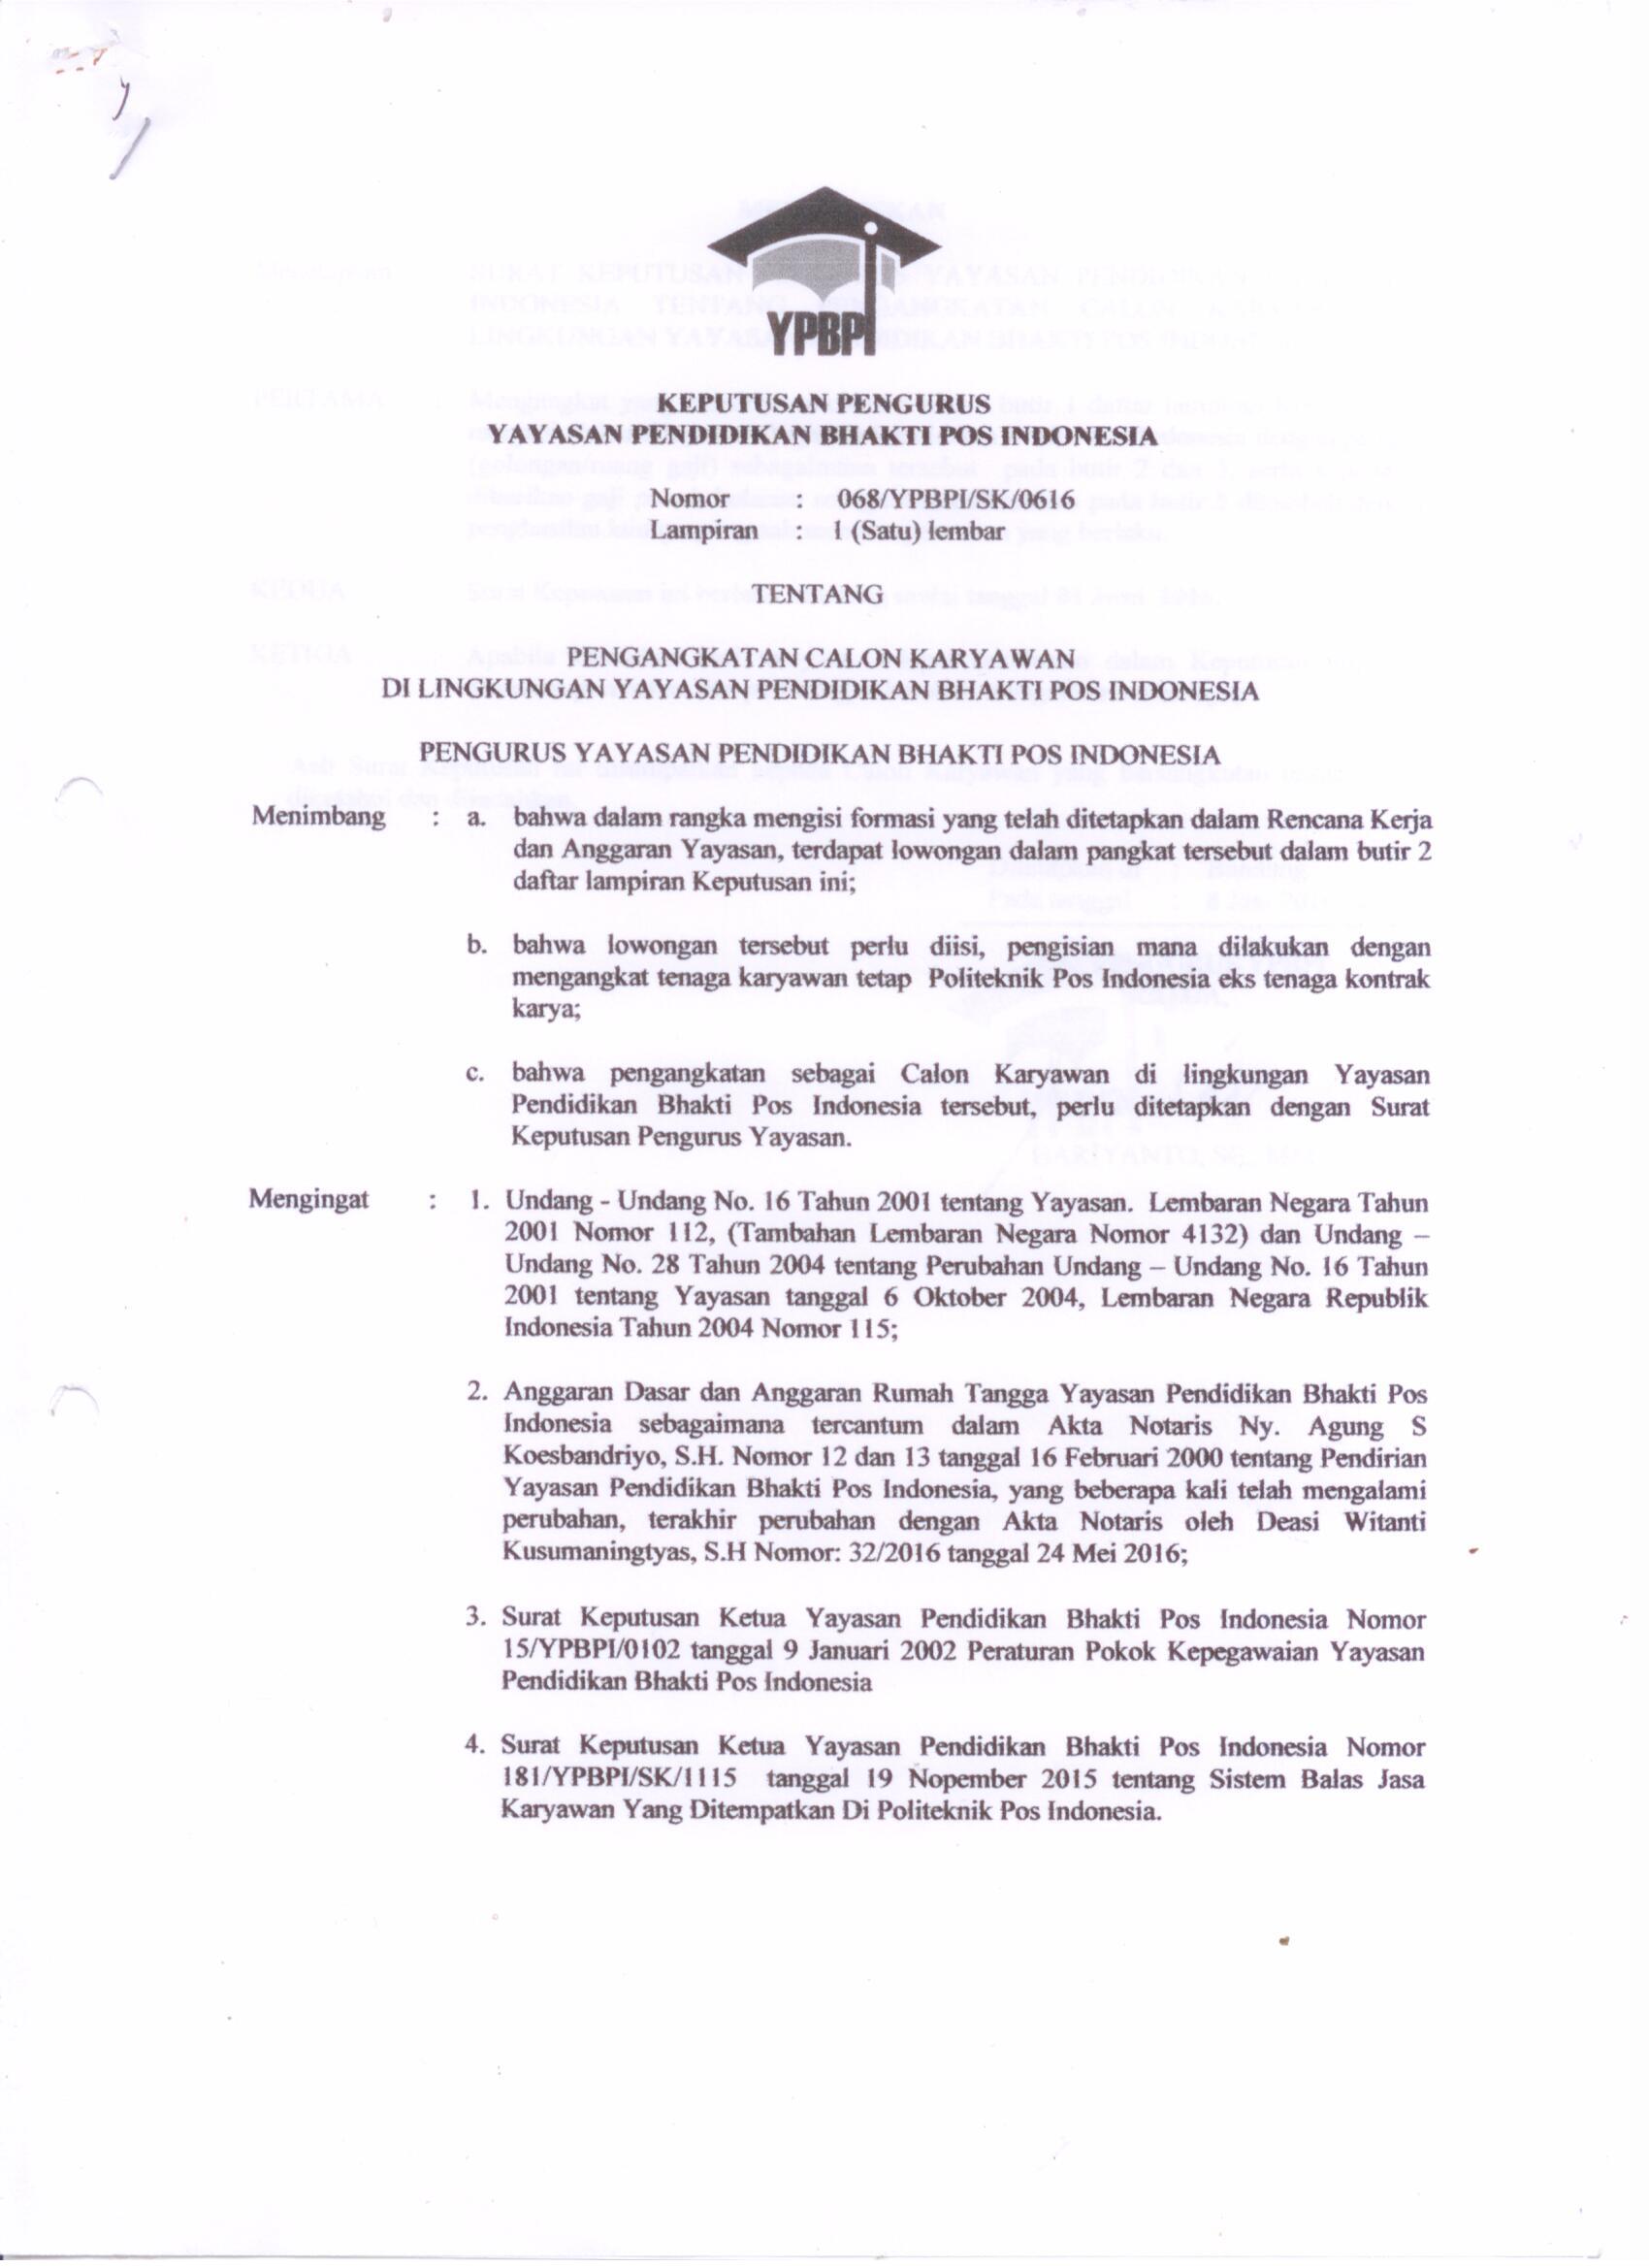 YPBPI
KEPUTUSAN PENGURUS
YAYASAN PENDIDIKAN BHAKTI POS INDONESIA
Nomor : 068/YPBPI/SK/0616
Lampiran : 1 (Satu) lembar
TENTANG
PENGANGKATAN CALON KARYAWAN
DI LINGKUNGAN YAYASAN PENDIDIKAN BHAKTI POS INDONESIA
PENGURUS YAYASAN PENDIDIKAN BHAKTI POS INDONESIA
Menimbang : a. bahwa dalam rangka mengisi formasi yang telah ditetapkan dalam Rencana Kerja
dan Anggaran Yayasan, terdapat lowongan dalam pangkat tersebut dalam butir 2
daftar lampiran Keputusan ini;
b. bahwa lowongan tersebut perlu diisi, pengisian mana dilakukan dengan
mengangkat tenaga karyawan tetap Politeknik Pos Indonesia eks tenaga kontrak
karya;
c. bahwa pengangkatan sebagai Calon Karyawan di lingkungan Yayasan
Pendidikan Bhakti Pos Indonesia tersebut, perlu ditetapkan dengan Surat
Keputusan Pengurus Yayasan.
Mengingat : 1. Undang - Undang No. 16 Tahun 2001 tentang Yayasan. Lembaran Negara Tahun
2001 Nomor 112, (Tambahan Lembaran Negara Nomor 4132) dan Undang –
Undang No. 28 Tahun 2004 tentang Perubahan Undang – Undang No. 16 Tahun
2001 tentang Yayasan tanggal 6 Oktober 2004, Lembaran Negara Republik
Indonesia Tahun 2004 Nomor 115;
2. Anggaran Dasar dan Anggaran Rumah Tangga Yayasan Pendidikan Bhakti Pos
Indonesia sebagaimana tercantum dalam Akta Notaris Ny. Agung S
Koesbandriyo, S.H. Nomor 12 dan 13 tanggal 16 Februari 2000 tentang Pendirian
Yayasan Pendidikan Bhakti Pos Indonesia, yang beberapa kali telah mengalami
perubahan, terakhir perubahan dengan Akta Notaris oleh Deasi Witanti
Kusumaningtyas, S.H Nomor: 32/2016 tanggal 24 Mei 2016;
3. Surat Keputusan Ketua Yayasan Pendidikan Bhakti Pos Indonesia Nomor
15/YPBPI/0102 tanggal 9 Januari 2002 Peraturan Pokok Kepegawaian Yayasan
Pendidikan Bhakti Pos Indonesia
4. Surat Keputusan Ketua Yayasan Pendidikan Bhakti Pos Indonesia Nomor
181/YPBPI/SK/1115 tanggal 19 Nopember 2015 tentang Sistem Balas Jasa
Karyawan Yang Ditempatkan Di Politeknik Pos Indonesia.